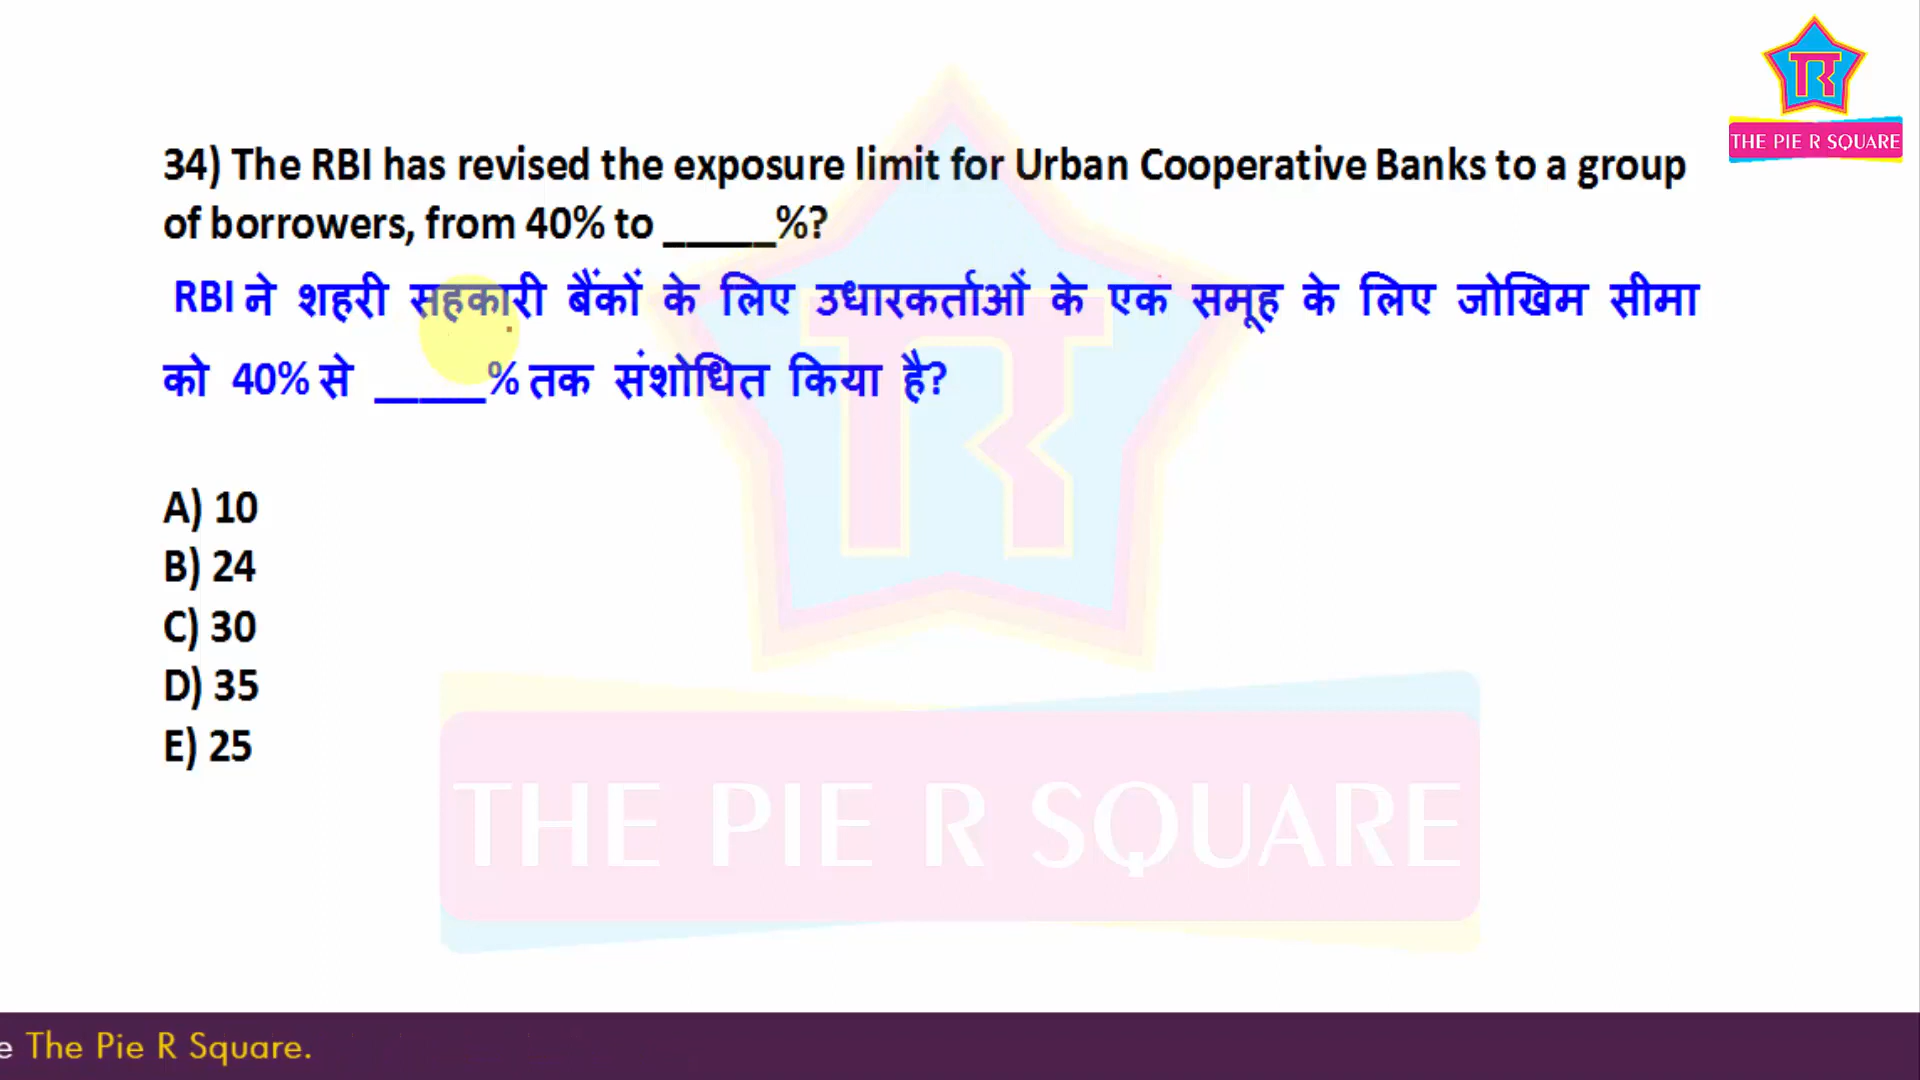 THE PIE R SQUARE
34) The RBI has revised the exposure limit for Urban Cooperative Banks to a group
of borrowers, from 40% to _____%?
RBI ने शहरी सहकारी बैंकों के लिए उधारकर्ताओं के एक समूह के लिए जोखिम सीमा
को 40% से _____% तक संशोधित किया है?
A) 10
B) 24
C) 30
D) 35
E) 25
THE PIE R SQUARE
e The Pie R Square.